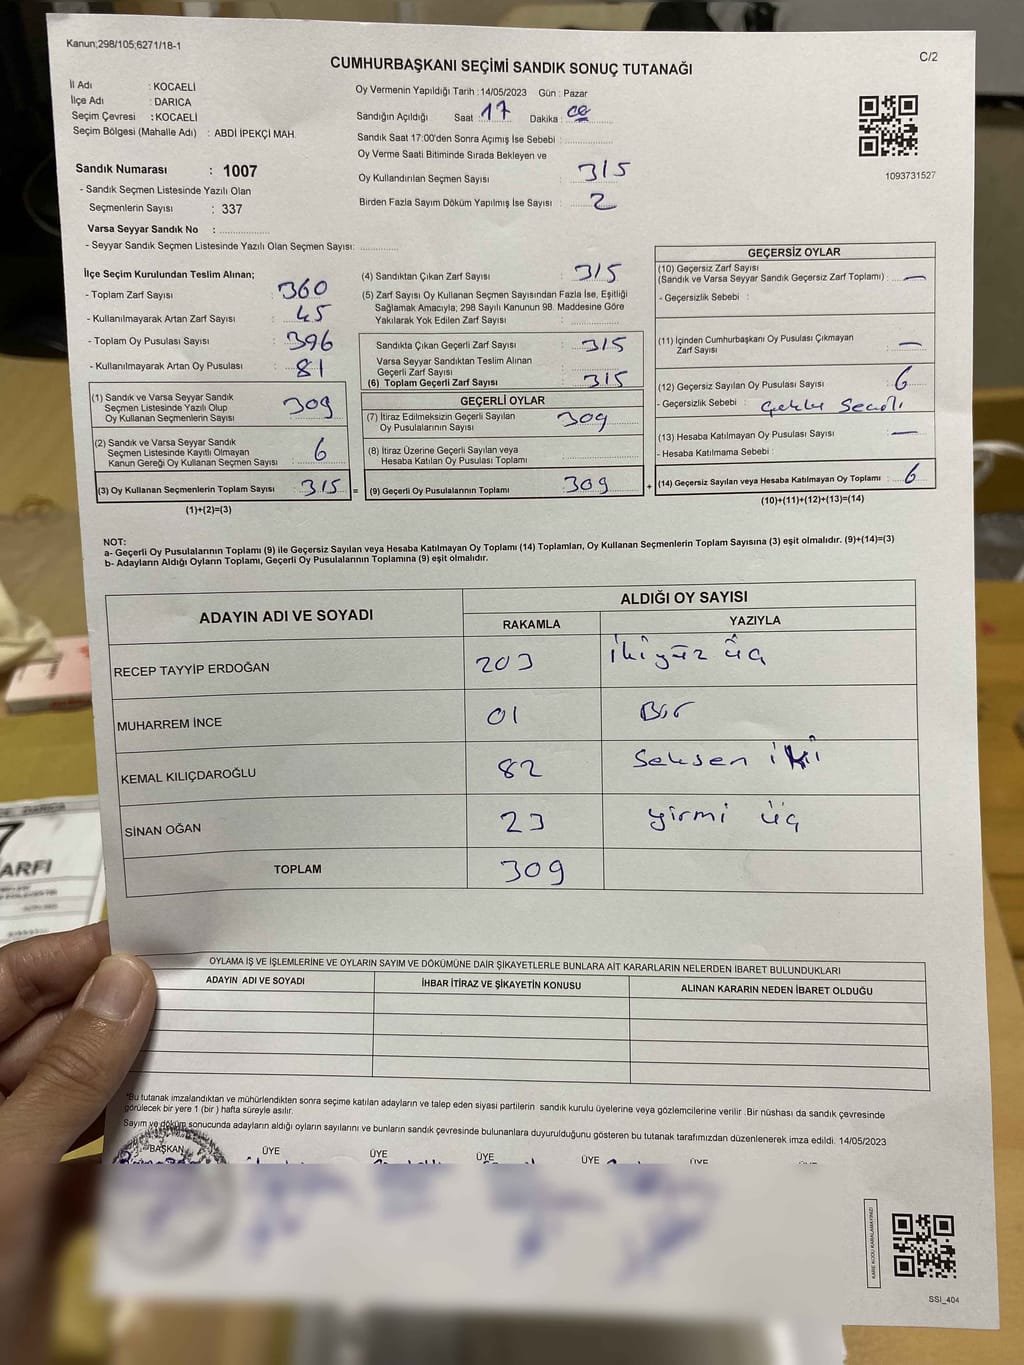 Kanun;298/105;6271/18-1
C/2
CUMHURBAŞKANI SEÇİMİ SANDIK SONUÇ TUTANAĞI
İl Adı : KOCAELİ
İlçe Adı : DARICA
Seçim Çevresi : KOCAELİ
Seçim Bölgesi (Mahalle Adı) : ABDİ İPEKÇİ MAH.
Oy Vermenin Yapıldığı Tarih : 14/05/2023 Gün : Pazar
Sandığın Açıldığı Saat : 17 Dakika :
Sandık Saat 17:00'den Sonra Açımış İse Sebebi :
Oy Verme Saati Bitiminde Sırada Bekleyen ve
Oy Kullandırılan Seçmen Sayısı : 315
Birden Fazla Sayım Döküm Yapılmış İse Sayısı : 2
1093731527
Sandık Numarası : 1007
- Sandık Seçmen Listesinde Yazılı Olan
Seçmenlerin Sayısı : 337
Varsa Seyyar Sandık No :
- Seyyar Sandık Seçmen Listesinde Yazılı Olan Seçmen Sayısı:
İlçe Seçim Kurulundan Teslim Alınan;
- Toplam Zarf Sayısı : 360
- Kullanılmayarak Artan Zarf Sayısı : 45
- Toplam Oy Pusulası Sayısı : 396
- Kullanılmayarak Artan Oy Pusulası : 81
(1) Sandık ve Varsa Seyyar Sandık
Seçmen Listesinde Yazılı Olup
Oy Kullanan Seçmenlerin Sayısı : 309
(2) Sandık ve Varsa Seyyar Sandık
Seçmen Listesinde Kayıtlı Olmayan
Kanun Gereği Oy Kullanan Seçmen Sayısı : 6
(3) Oy Kullanan Seçmenlerin Toplam Sayısı : 315 =
(1)+(2)=(3)
(4) Sandıktan Çıkan Zarf Sayısı : 315
(5) Zarf Sayısı Oy Kullanan Seçmen Sayısından Fazla İse, Eşitliği
Sağlamak Amacıyla; 298 Sayılı Kanunun 98. Maddesine Göre
Yakılarak Yok Edilen Zarf Sayısı :
Sandıkta Çıkan Geçerli Zarf Sayısı : 315
Varsa Seyyar Sandıktan Teslim Alınan
Geçerli Zarf Sayısı :
(6) Toplam Geçerli Zarf Sayısı : 315
GEÇERLİ OYLAR
(7) İtiraz Edilmeksizin Geçerli Sayılan
Oy Pusulalarının Sayısı : 309
(8) İtiraz Üzerine Geçerli Sayılan veya
Hesaba Katılan Oy Pusulası Toplamı :
(9) Geçerli Oy Pusulalarının Toplamı : 309 +
GEÇERSİZ OYLAR
(10) Geçersiz Zarf Sayısı
(Sandık ve Varsa Seyyar Sandık Geçersiz Zarf Toplamı) : —
- Geçersizlik Sebebi :
(11) İçinden Cumhurbaşkanı Oy Pusulası Çıkmayan
Zarf Sayısı : —
(12) Geçersiz Sayılan Oy Pusulası Sayısı : 6
- Geçersizlik Sebebi :
(13) Hesaba Katılmayan Oy Pusulası Sayısı : —
- Hesaba Katılmama Sebebi :
(14) Geçersiz Sayılan veya Hesaba Katılmayan Oy Toplamı : 6
(10)+(11)+(12)+(13)=(14)
NOT:
a- Geçerli Oy Pusulalarının Toplamı (9) ile Geçersiz Sayılan veya Hesaba Katılmayan Oy Toplamı (14) Toplamları, Oy Kullanan Seçmenlerin Toplam Sayısına (3) eşit olmalıdır. (9)+(14)=(3)
b- Adayların Aldığı Oyların Toplamı, Geçerli Oy Pusulalarının Toplamına (9) eşit olmalıdır.
ADAYIN ADI VE SOYADI
ALDIĞI OY SAYISI
RAKAMLA YAZIYLA
RECEP TAYYİP ERDOĞAN 203 ikiyüz üç
MUHARREM İNCE 01 Bir
KEMAL KILIÇDAROĞLU 82 Seksen iki
SİNAN OĞAN 23 yirmi üç
TOPLAM 309
OYLAMA İŞ VE İŞLEMLERİNE VE OYLARIN SAYIM VE DÖKÜMÜNE DAİR ŞİKAYETLERLE BUNLARA AİT KARARLARIN NELERDEN İBARET BULUNDUKLARI
ADAYIN ADI VE SOYADI İHBAR İTİRAZ VE ŞİKAYETİN KONUSU ALINAN KARARIN NEDEN İBARET OLDUĞU
*Bu tutanak imzalandıktan ve mühürlendikten sonra seçime katılan adayların ve talep eden siyasi partilerin sandık kurulu üyelerine veya gözlemcilerine verilir .Bir nüshası da sandık çevresinde
görülecek bir yere 1 (bir ) hafta süreyle asılır.
Sayım ve döküm sonucunda adayların aldığı oyların sayılarını ve bunların sandık çevresinde bulunanlara duyurulduğunu gösteren bu tutanak tarafımızdan düzenlenerek imza edildi. 14/05/2023
BAŞKAN ÜYE ÜYE ÜYE ÜYE ÜYE ÜYE
KARE KODU KARALAMAYINIZ!
SSI_404
DARICA
7
ARFI